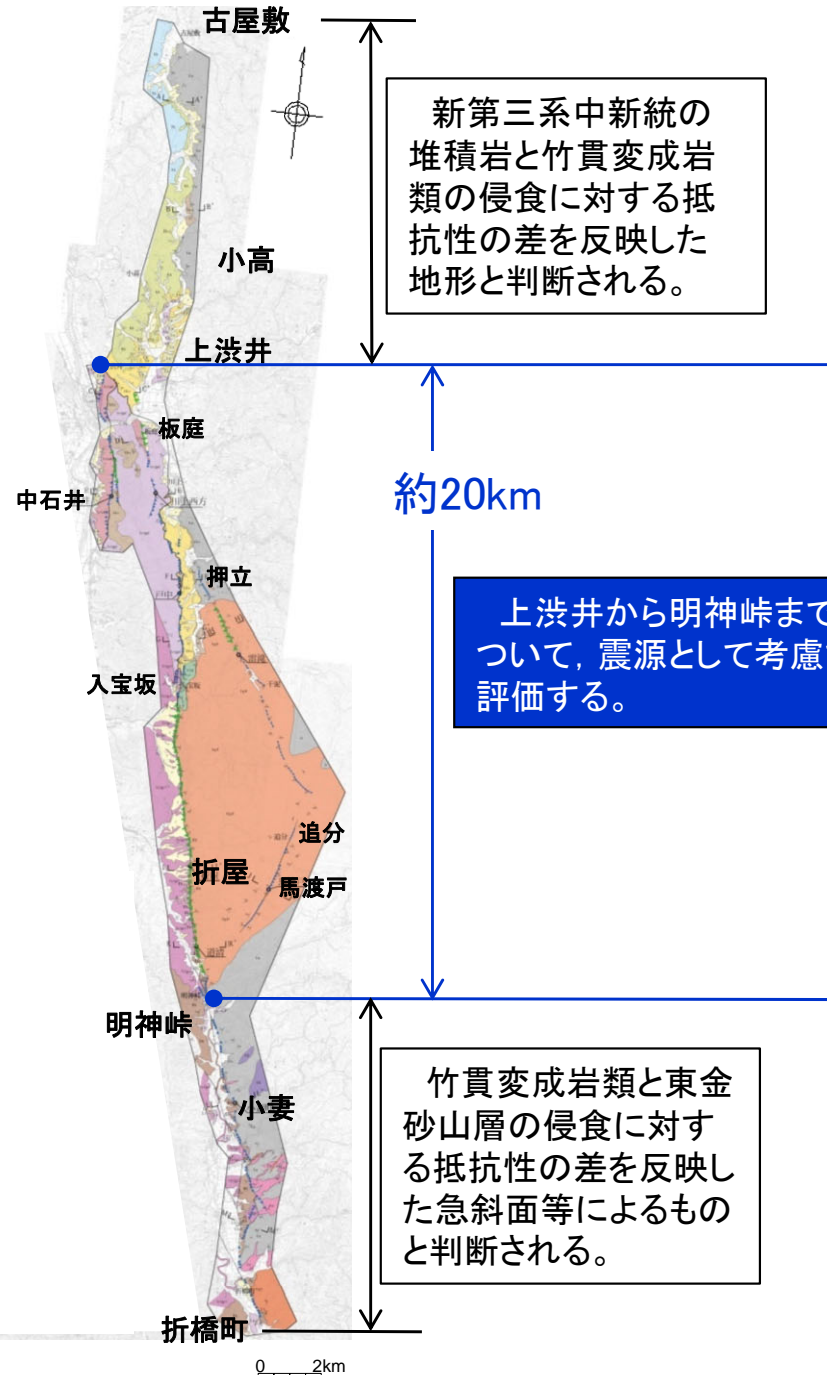 古屋敷
新第三系中新統の
堆積岩と竹貫変成岩
類の侵食に対する抵
抗性の差を反映した
地形と判断される。
小高
上渋井
板庭
約20km
中石井
押立
上渋井から明神峠まで
ついて，震源として考慮
評価する。
入宝坂
追分
折屋
馬渡戸
明神峠
竹貫変成岩類と東金
砂山層の侵食に対す
る抵抗性の差を反映し
た急斜面等によるもの
と判断される。
小妻
折橋町
0 2km